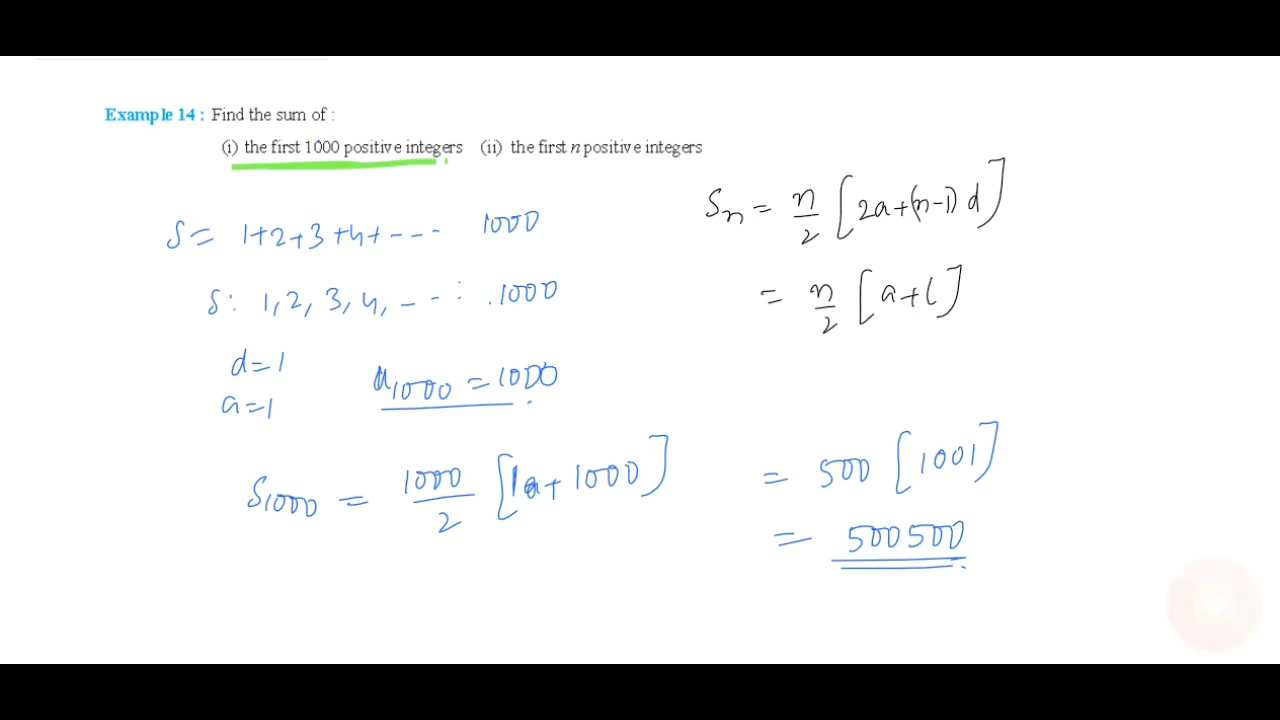 Example 14 : Find the sum of :
(i) the first 1000 positive integers (ii) the first n positive integers
Sn = n/2 [2a+(n-1) d]
= n/2 [a+l]
S = 1+2+3+4+---- 1000
S: 1, 2, 3, 4, ---- 1000
d=1
a=1
a1000 = 1000
S1000 = 1000/2 [1+1000]
= 500 [1001]
= 500500